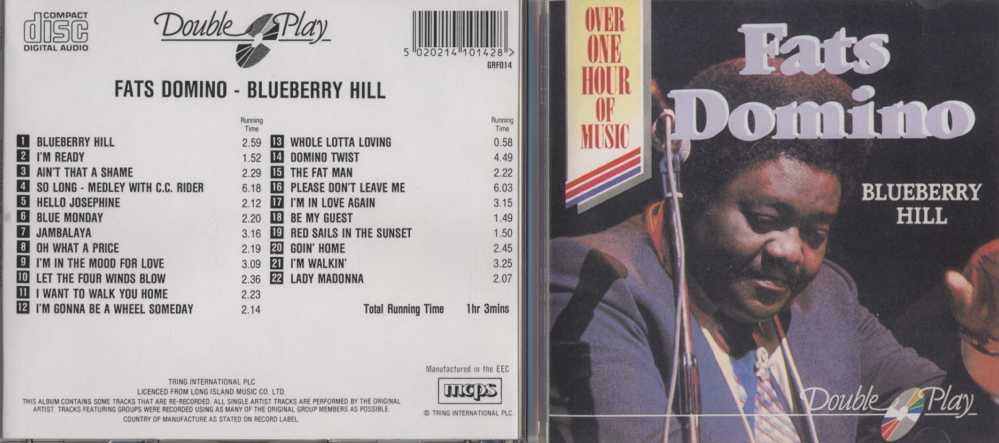 COMPACT
disc
DIGITAL AUDIO
Double Play
5 020214 101428 >
GRF014
FATS DOMINO - BLUEBERRY HILL
Running
Time
1 BLUEBERRY HILL 2.59
2 I'M READY 1.52
3 AIN'T THAT A SHAME 2.29
4 SO LONG - MEDLEY WITH C.C. RIDER 6.18
5 HELLO JOSEPHINE 2.12
6 BLUE MONDAY 2.20
7 JAMBALAYA 3.16
8 OH WHAT A PRICE 2.19
9 I'M IN THE MOOD FOR LOVE 3.09
10 LET THE FOUR WINDS BLOW 2.36
11 I WANT TO WALK YOU HOME 2.23
12 I'M GONNA BE A WHEEL SOMEDAY 2.14
Running
Time
13 WHOLE LOTTA LOVING 0.58
14 DOMINO TWIST 4.49
15 THE FAT MAN 2.22
16 PLEASE DON'T LEAVE ME 6.03
17 I'M IN LOVE AGAIN 3.15
18 BE MY GUEST 1.49
19 RED SAILS IN THE SUNSET 1.50
20 GOIN' HOME 2.45
21 I'M WALKIN' 3.25
22 LADY MADONNA 2.07
Total Running Time 1hr 3mins
Manufactured in the EEC
mcps
© TRING INTERNATIONAL PLC.
TRING INTERNATIONAL PLC
LICENCED FROM LONG ISLAND MUSIC CO. LTD.
THIS ALBUM CONTAINS SOME TRACKS THAT ARE RE-RECORDED. ALL SINGLE ARTIST TRACKS ARE PERFORMED BY THE ORIGINAL
ARTIST. TRACKS FEATURING GROUPS WERE RECORDED USING AS MANY OF THE ORIGINAL GROUP MEMBERS AS POSSIBLE.
COUNTRY OF MANUFACTURE AS STATED ON RECORD LABEL.
OVER
ONE
HOUR
OF
MUSIC
Fats
Domino
BLUEBERRY
HILL
Double Play